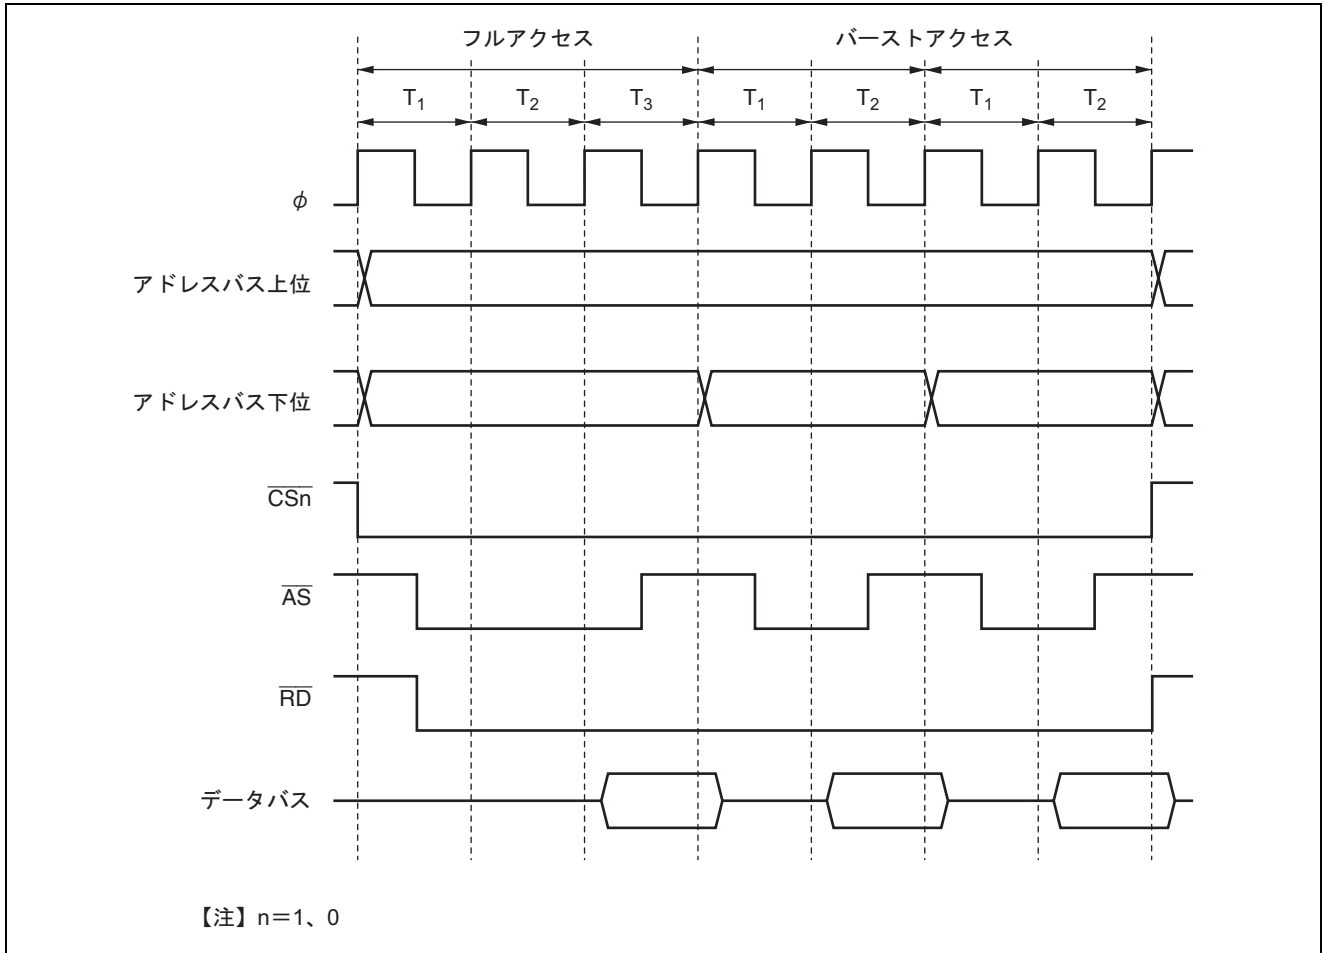 フルアクセス バーストアクセス
T1 T2 T3 T1 T2 T1 T2
φ
アドレスバス上位
アドレスバス下位
CSn
AS
RD
データバス
【注】n＝1、0